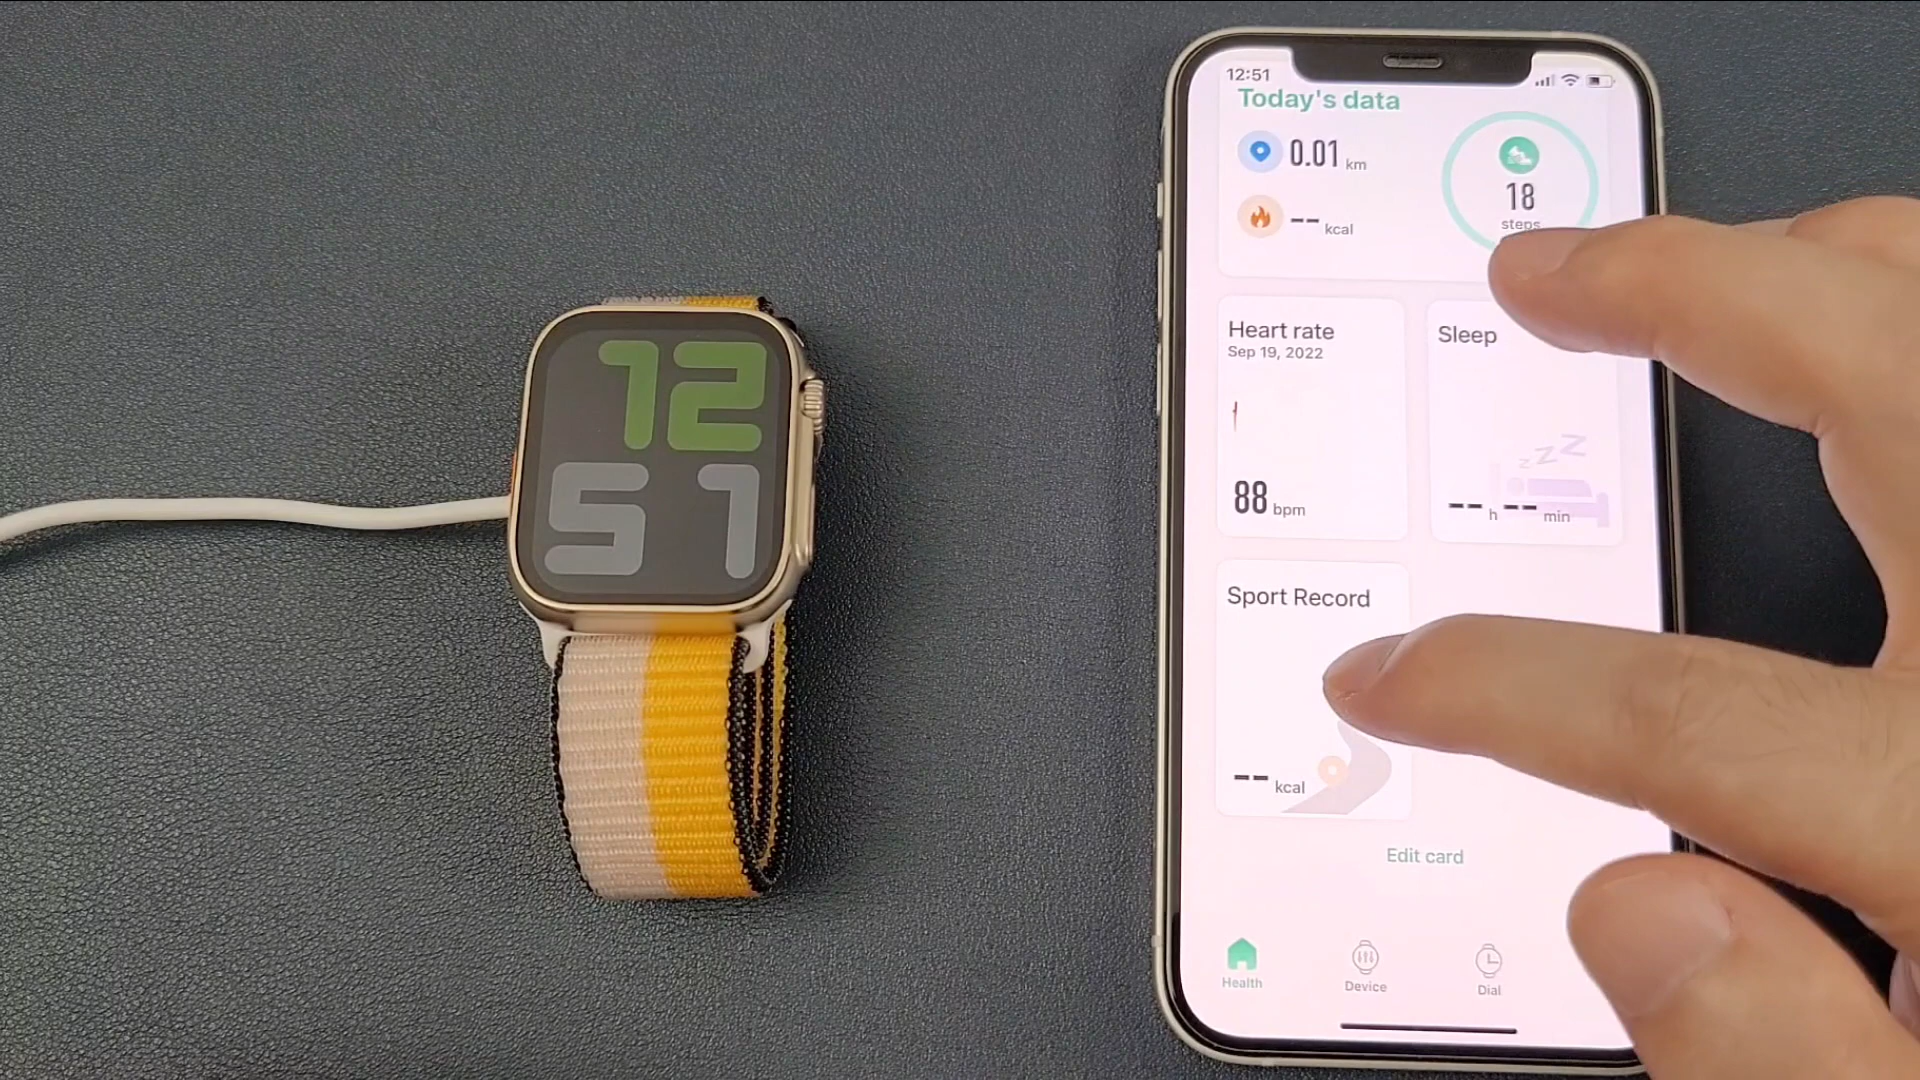 12
51
12:51
Today's data
0.01 km
-- kcal
18
steps
Heart rate
Sep 19, 2022
88 bpm
Sleep
zzZ
-- h -- min
Sport Record
-- kcal
Edit card
Health
Device
Dial